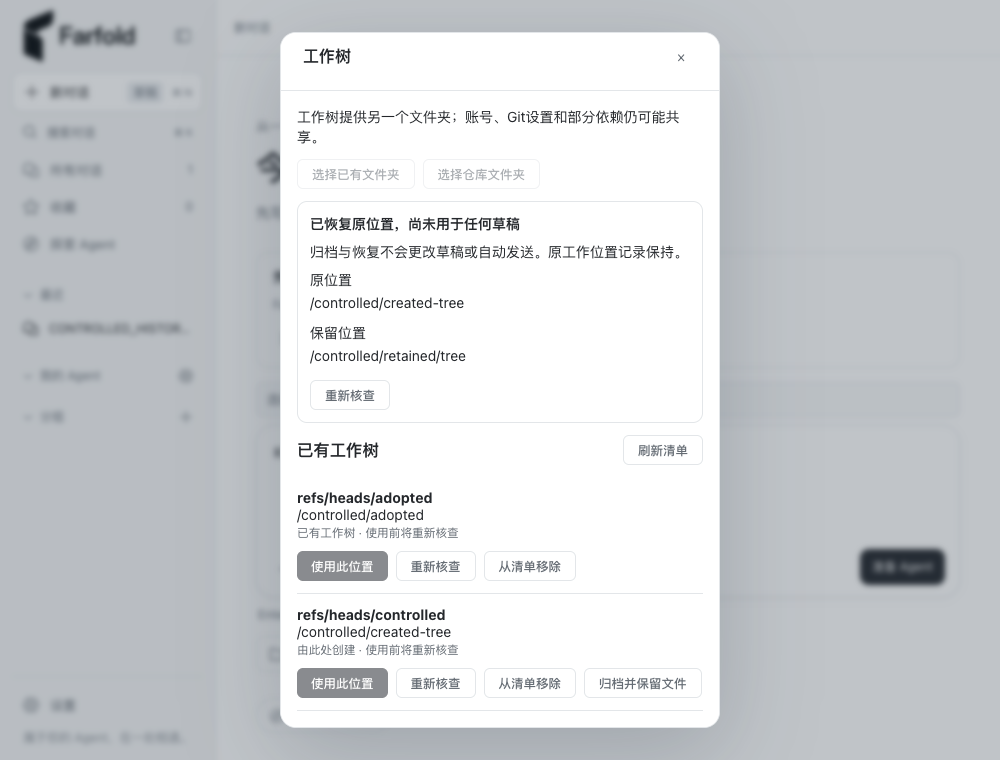 Farfold
工作树
×
工作树提供另一个文件夹；账号、Git设置和部分依赖仍可能共
享。
选择已有文件夹
选择仓库文件夹
已恢复原位置，尚未用于任何草稿
归档与恢复不会更改草稿或自动发送。原工作位置记录保持。
原位置
/controlled/created-tree
保留位置
/controlled/retained/tree
重新核查
已有工作树
刷新清单
refs/heads/adopted
/controlled/adopted
已有工作树 · 使用前将重新核查
使用此位置
重新核查
从清单移除
refs/heads/controlled
/controlled/created-tree
由此处创建 · 使用前将重新核查
使用此位置
重新核查
从清单移除
归档并保留文件